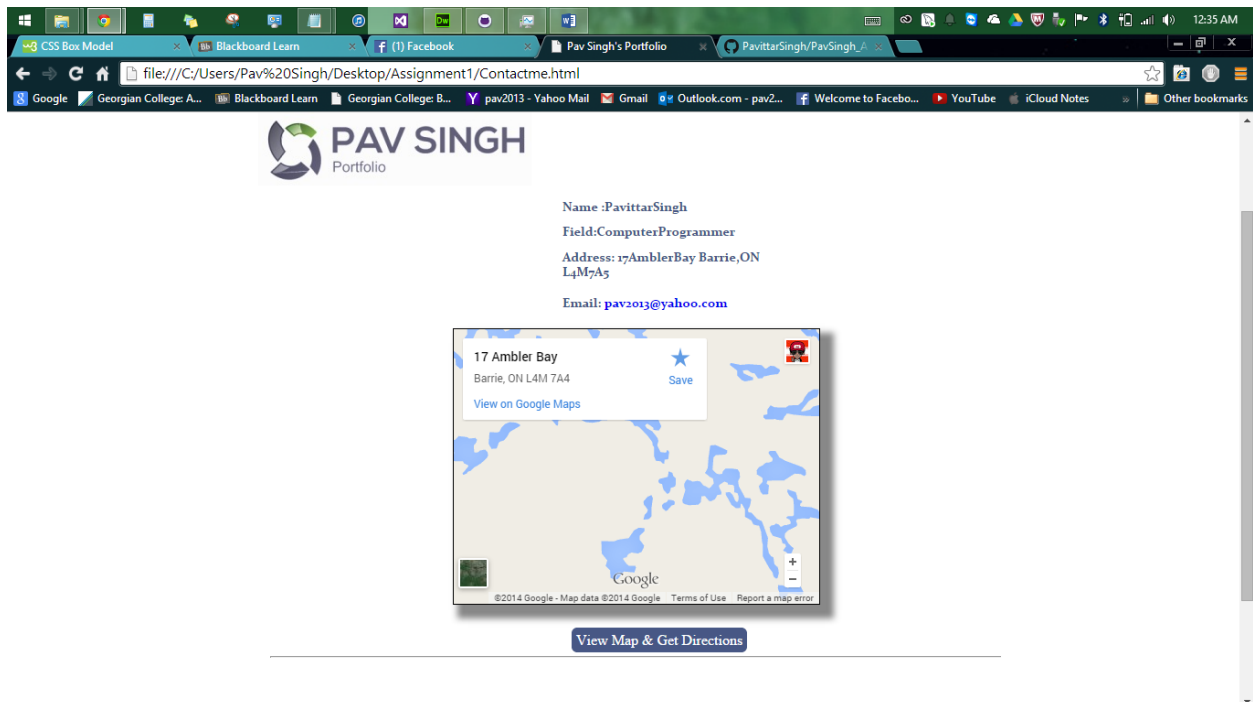 12:35 AM
CSS Box Model
Bb Blackboard Learn
(1) Facebook
Pav Singh's Portfolio
PavittarSingh/PavSingh_A
file:///C:/Users/Pav%20Singh/Desktop/Assignment1/Contactme.html
Google Georgian College: A... Blackboard Learn Georgian College: B... pav2013 - Yahoo Mail Gmail Outlook.com - pav2... Welcome to Facebo... YouTube iCloud Notes » Other bookmarks
PAV SINGH
Portfolio
Name :PavittarSingh
Field:ComputerProgrammer
Address: 17AmblerBay Barrie,ON
L4M7A5
Email: pav2013@yahoo.com
17 Ambler Bay
Barrie, ON L4M 7A4
Save
View on Google Maps
Google
©2014 Google - Map data ©2014 Google Terms of Use Report a map error
View Map & Get Directions